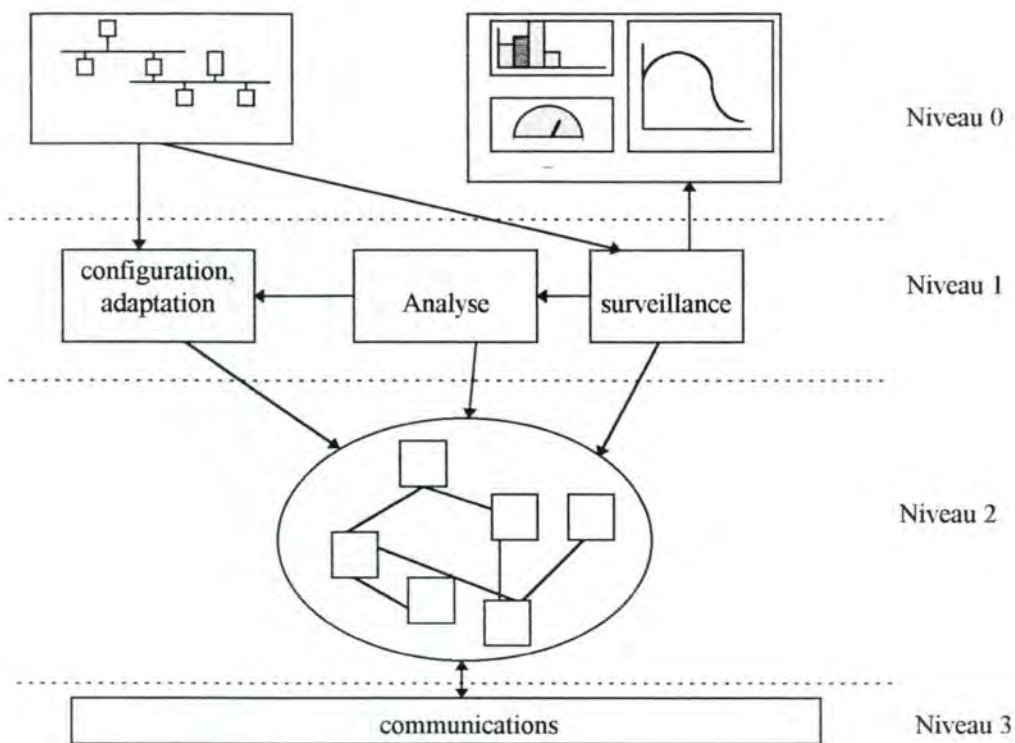 Niveau 0
configuration,
adaptation
Analyse
surveillance
Niveau 1
Niveau 2
communications
Niveau 3